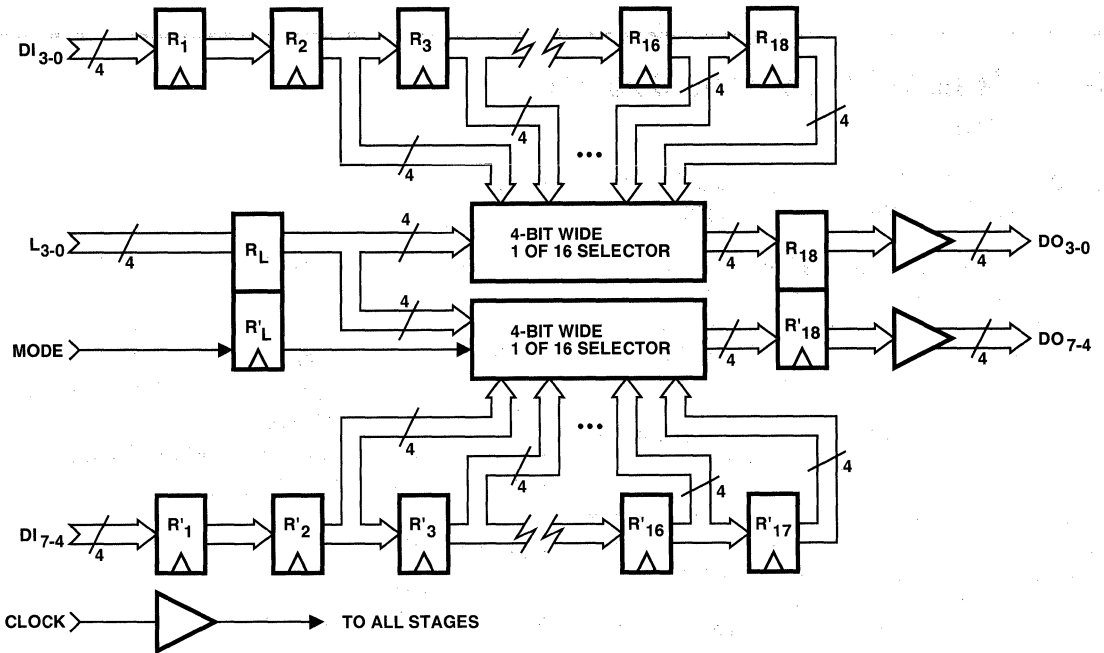 DI3-0
4
R1
R2
R3
R16
R18
4
4
4
4
•••
L3-0
4
RL
4
4-BIT WIDE
1 OF 16 SELECTOR
4
R18
4
DO3-0
MODE
R'L
4
4-BIT WIDE
1 OF 16 SELECTOR
4
R'18
4
DO7-4
•••
4
4
4
4
DI7-4
4
R'1
R'2
R'3
R'16
R'17
CLOCK
TO ALL STAGES